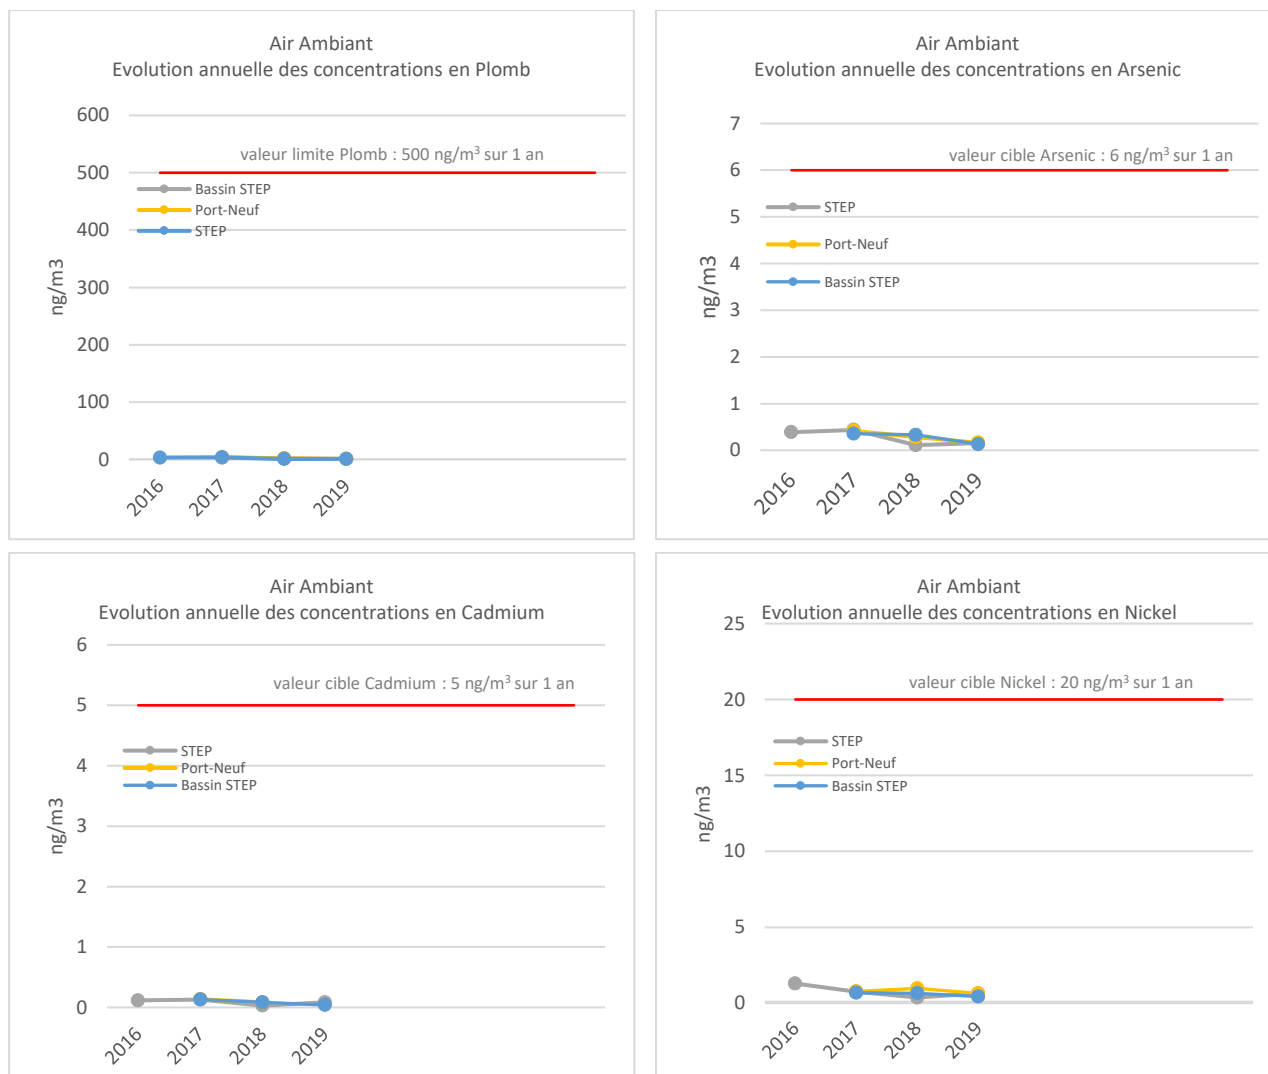 Air Ambiant
Evolution annuelle des concentrations en Plomb
600
500
400
300
200
100
0
ng/m3
valeur limite Plomb : 500 ng/m³ sur 1 an
Bassin STEP
Port-Neuf
STEP
2016
2017
2018
2019
Air Ambiant
Evolution annuelle des concentrations en Arsenic
7
6
5
4
3
2
1
0
ng/m3
valeur cible Arsenic : 6 ng/m³ sur 1 an
STEP
Port-Neuf
Bassin STEP
2016
2017
2018
2019
Air Ambiant
Evolution annuelle des concentrations en Cadmium
6
5
4
3
2
1
0
ng/m3
valeur cible Cadmium : 5 ng/m³ sur 1 an
STEP
Port-Neuf
Bassin STEP
2016
2017
2018
2019
Air Ambiant
Evolution annuelle des concentrations en Nickel
25
20
15
10
5
0
ng/m3
valeur cible Nickel : 20 ng/m³ sur 1 an
STEP
Port-Neuf
Bassin STEP
2016
2017
2018
2019